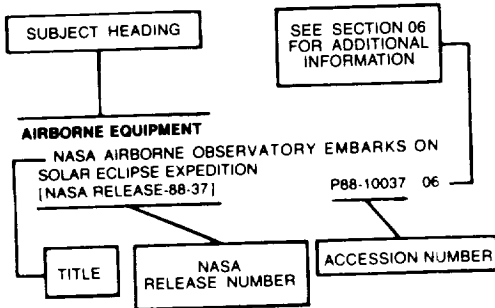 SUBJECT HEADING
SEE SECTION 06
FOR ADDITIONAL
INFORMATION
AIRBORNE EQUIPMENT
NASA AIRBORNE OBSERVATORY EMBARKS ON
SOLAR ECLIPSE EXPEDITION
[NASA RELEASE-88-37] P88-10037 06
TITLE
NASA
RELEASE NUMBER
ACCESSION NUMBER